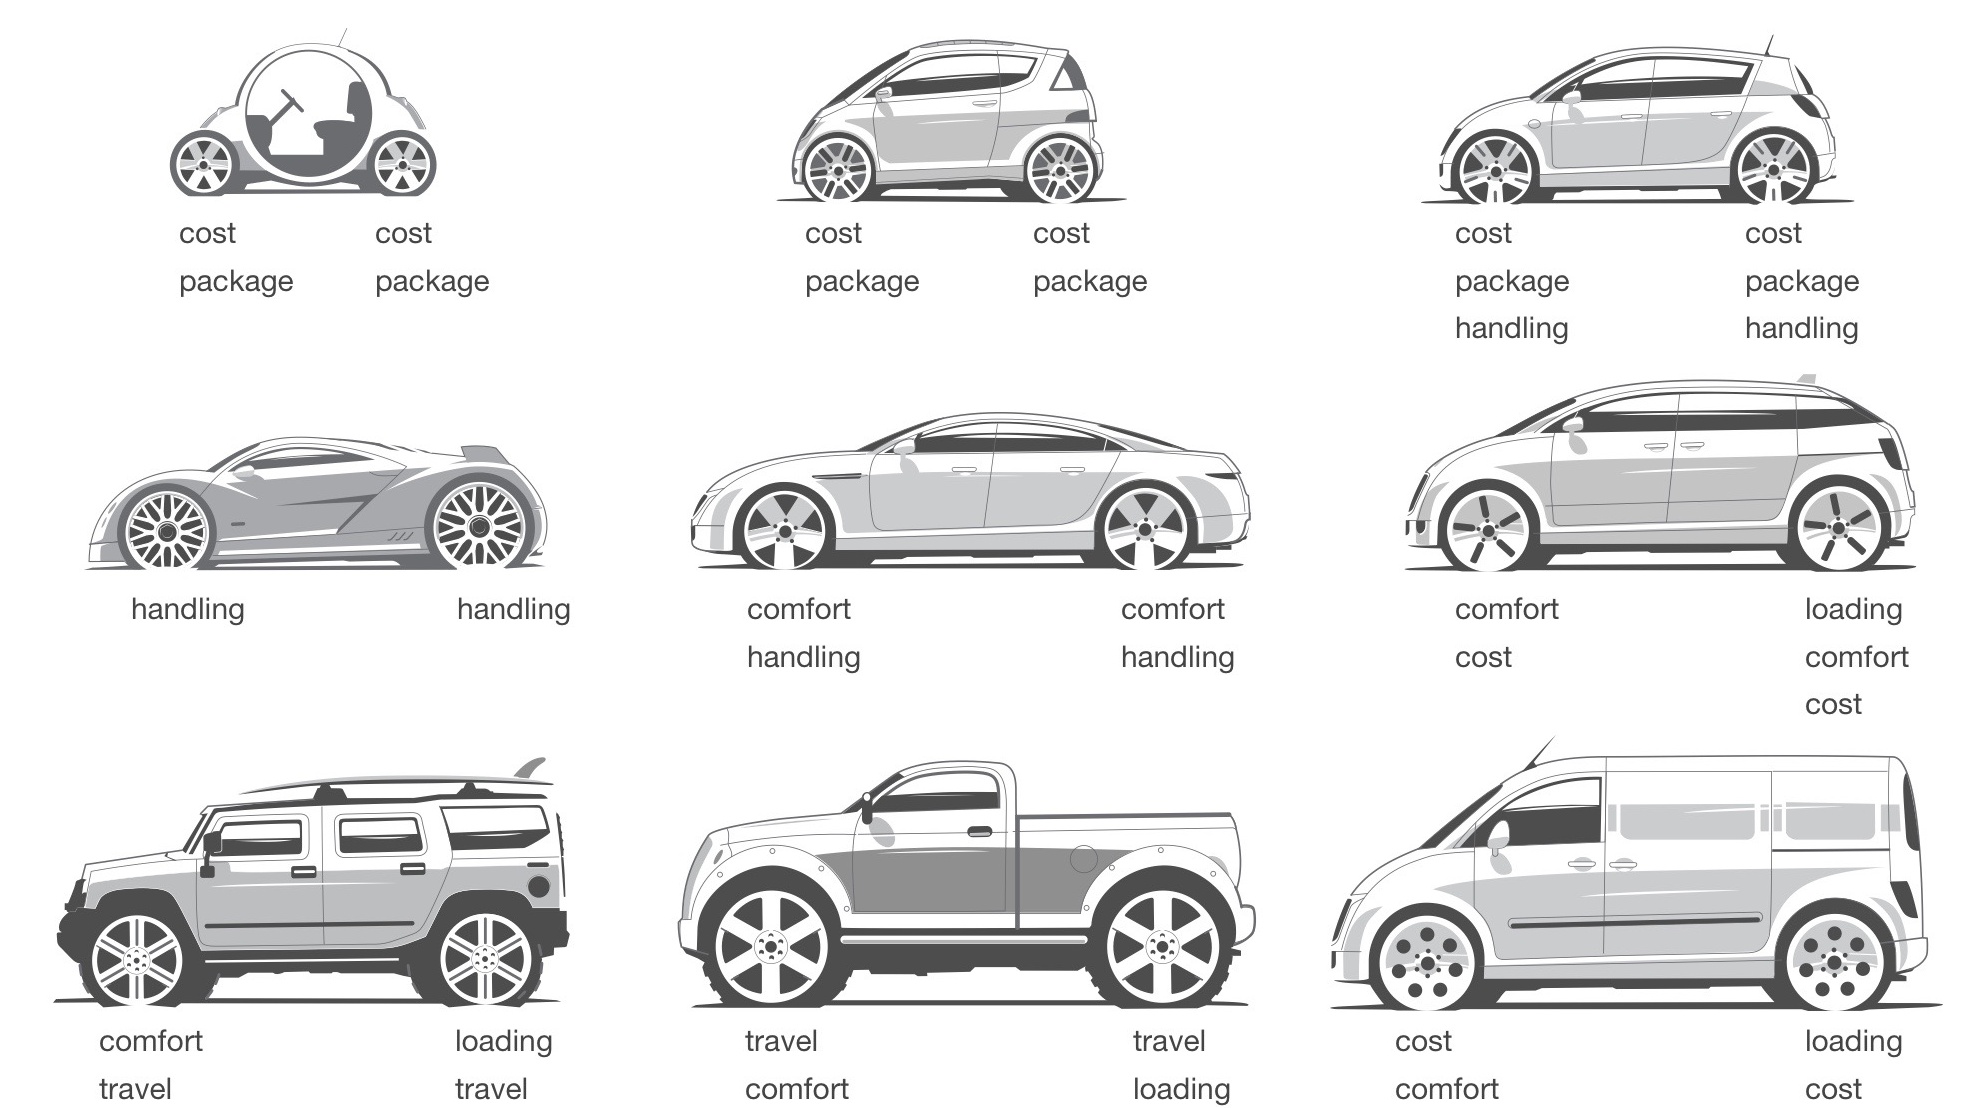 cost cost
package package
cost cost
package package
cost cost
package package
handling handling
handling handling
comfort comfort
handling handling
comfort loading
cost comfort
cost
comfort loading
travel travel
travel travel
comfort loading
cost loading
comfort cost